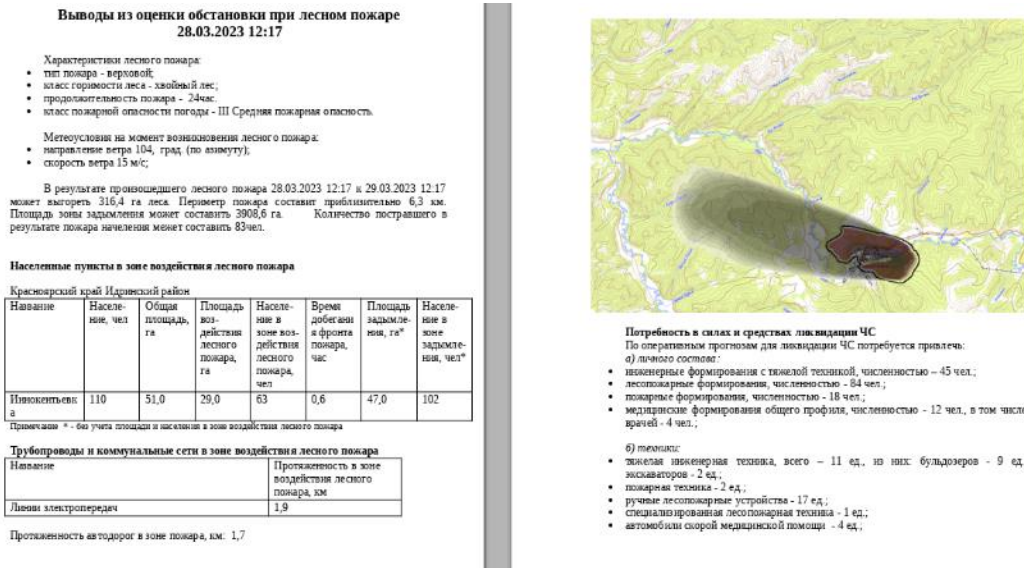 Выводы из оценки обстановки при лесном пожаре
28.03.2023 12:17
Характеристики лесного пожара:
• тип пожара - верховой;
• класс горимости леса - хвойный лес;
• продолжительность пожара - 24час.
• класс пожарной опасности погоды - III Средняя пожарная опасность.
Метеоусловия на момент возникновения лесного пожара:
• направление ветра 104, град. (по азимуту);
• скорость ветра 15 м/с;
В результате произошедшего лесного пожара 28.03.2023 12:17 к 29.03.2023 12:17
может выгореть 316,4 га леса. Периметр пожара составит приблизительно 6,3 км.
Площадь зоны задымления может составить 3908,6 га. Количество постравшего в
результате пожара начеления межет составить 83чел.
Населенные пункты в зоне воздействия лесного пожара
Красноярский край Идринский район
Название | Населе-ние, чел | Общая площадь, га | Площадь воз-действия лесного пожара, га | Населе-ние в зоне воз-действия лесного пожара, чел | Время добегани я фронта пожара, час | Площадь задымле-ния, га* | Населе-ние в зоне задымле-ния, чел*
Иннокентьевк а | 110 | 51,0 | 29,0 | 63 | 0,6 | 47,0 | 102
Примечание * - без учета площади и населения в зоне воздействия лесного пожара
Трубопроводы и коммунальные сети в зоне воздействия лесного пожара
Название | Протяженность в зоне воздействия лесного пожара, км
Линии электропередач | 1,9
Протяженность автодорог в зоне пожара, км: 1,7
Потребность в силах и средствах ликвидации ЧС
По оперативным прогнозам для ликвидации ЧС потребуется привлечь:
а) личного состава:
• инженерные формирования с тяжелой техникой, численностью – 45 чел.;
• лесопожарные формирования, численностью - 84 чел.;
• пожарные формирования, численностью - 18 чел.;
• медицинские формирования общего профиля, численностью - 12 чел., в том числе
врачей - 4 чел.;
б) техники:
• тяжелая инженерная техника, всего – 11 ед., из них: бульдозеров - 9 ед.
экскаваторов - 2 ед.;
• пожарная техника - 2 ед.;
• ручные лесопожарные устройства - 17 ед.;
• специализированная лесопожарная техника - 1 ед.;
• автомобили скорой медицинской помощи - 4 ед.;